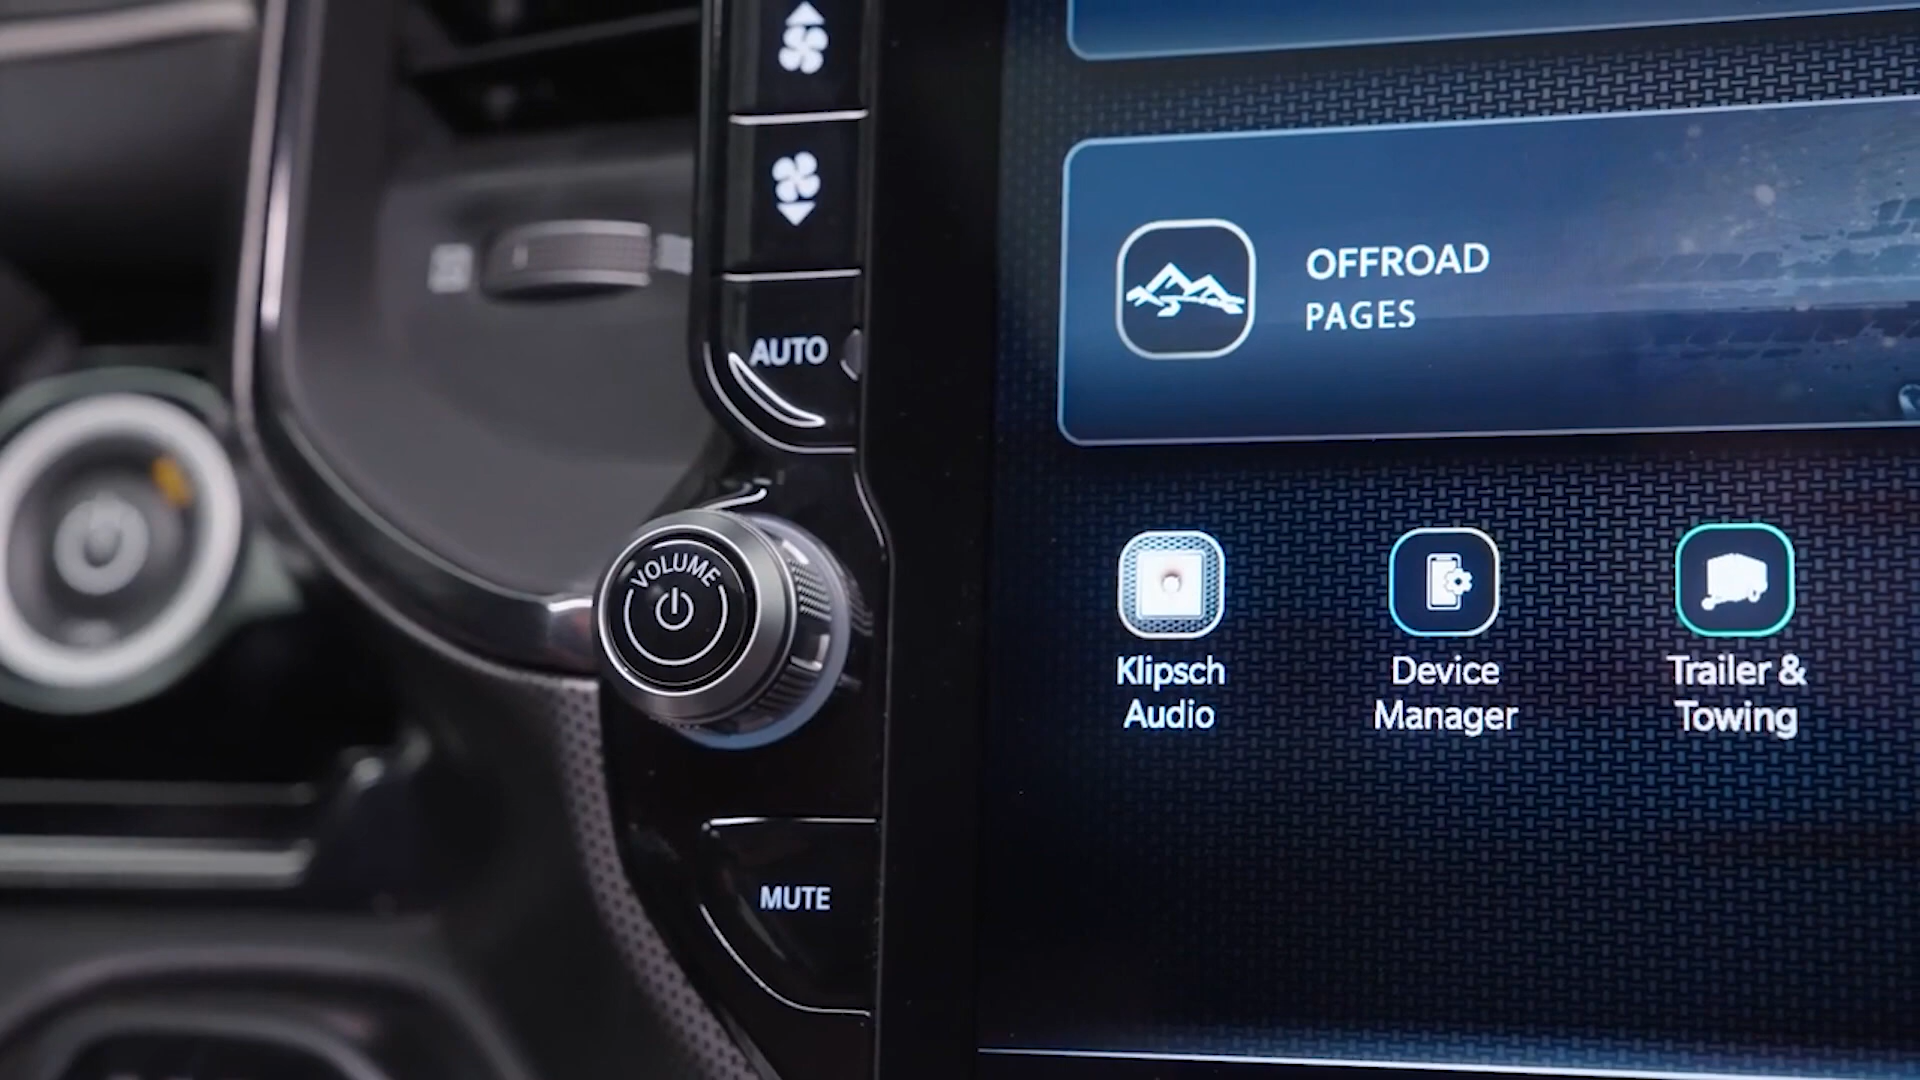 AUTO
VOLUME
MUTE
OFFROAD
PAGES
Klipsch
Audio
Device
Manager
Trailer &
Towing